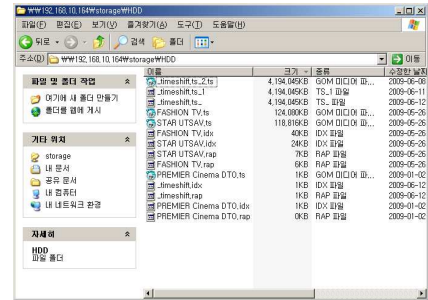 ₩₩192.168.10.164₩storage₩HDD
파일(F) 편집(E) 보기(V) 즐겨찾기(A) 도구(T) 도움말(H)
뒤로 검색 폴더
주소(D) ₩₩192.168.10.164₩storage₩HDD 이동
파일 및 폴더 작업
여기에 새 폴더 만들기
폴더를 웹에 게시
기타 위치
storage
내 문서
공유 문서
내 컴퓨터
내 네트워크 환경
자세히
HDD
파일 폴더
이름 크기 종류 수정한 날짜
_timeshift.ts_2.ts 4,194,045KB GOM 미디어 파... 2009-06-08
_timeshift.ts_1 4,194,045KB TS_1 파일 2009-06-11
_timeshift.ts_ 4,194,045KB TS_ 파일 2009-06-12
FASHION TV.ts 124,080KB GOM 미디어 파... 2009-05-26
STAR UTSAV.ts 118,816KB GOM 미디어 파... 2009-05-26
FASHION TV.idx 40KB IDX 파일 2009-05-26
STAR UTSAV.idx 24KB IDX 파일 2009-05-26
STAR UTSAV.rap 7KB RAP 파일 2009-05-26
FASHION TV.rap 6KB RAP 파일 2009-05-26
PREMIER Cinema DTO.ts 1KB GOM 미디어 파... 2009-01-02
_timeshift.idx 1KB IDX 파일 2009-06-12
_timeshift.rap 1KB RAP 파일 2009-06-12
PREMIER Cinema DTO.idx 1KB IDX 파일 2009-01-02
PREMIER Cinema DTO.rap 0KB RAP 파일 2009-01-02